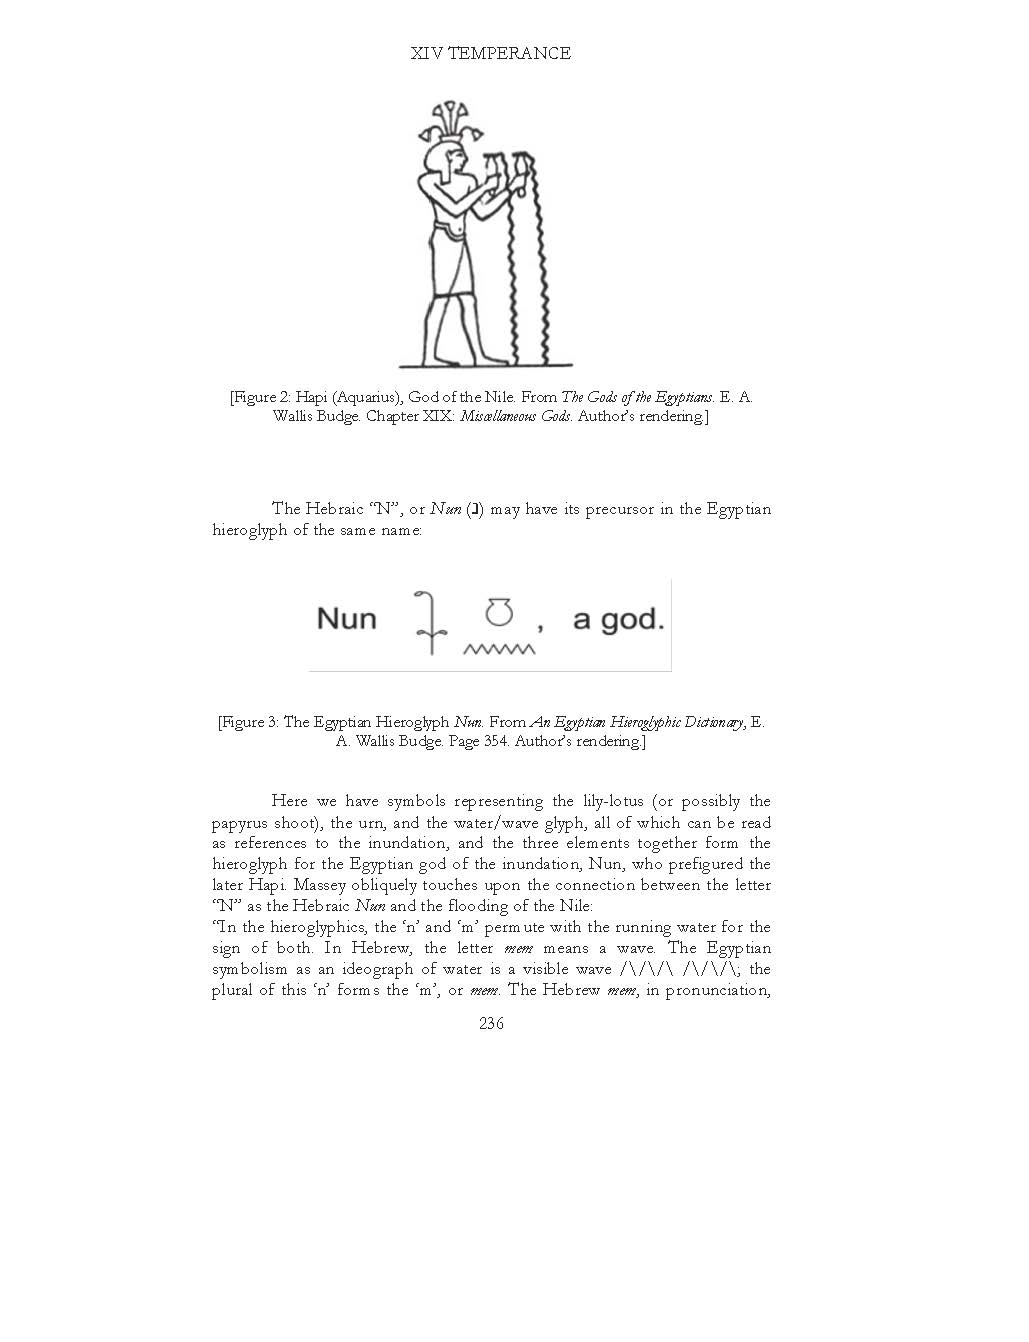 XIV TEMPERANCE
[Figure 2: Hapi (Aquarius), God of the Nile. From The Gods of the Egyptians. E. A.
Wallis Budge. Chapter XIX: Miscellaneous Gods. Author’s rendering.]
The Hebraic “N”, or Nun (נ) may have its precursor in the Egyptian
hieroglyph of the same name:
Nun , a god.
[Figure 3: The Egyptian Hieroglyph Nun. From An Egyptian Hieroglyphic Dictionary, E.
A. Wallis Budge. Page 354. Author’s rendering.]
Here we have symbols representing the lily-lotus (or possibly the
papyrus shoot), the urn, and the water/wave glyph, all of which can be read
as references to the inundation, and the three elements together form the
hieroglyph for the Egyptian god of the inundation, Nun, who prefigured the
later Hapi. Massey obliquely touches upon the connection between the letter
“N” as the Hebraic Nun and the flooding of the Nile:
“In the hieroglyphics, the ‘n’ and ‘m’ permute with the running water for the
sign of both. In Hebrew, the letter mem means a wave. The Egyptian
symbolism as an ideograph of water is a visible wave /\/\/\ /\/\/\; the
plural of this ‘n’ forms the ‘m’, or mem. The Hebrew mem, in pronunciation,
236